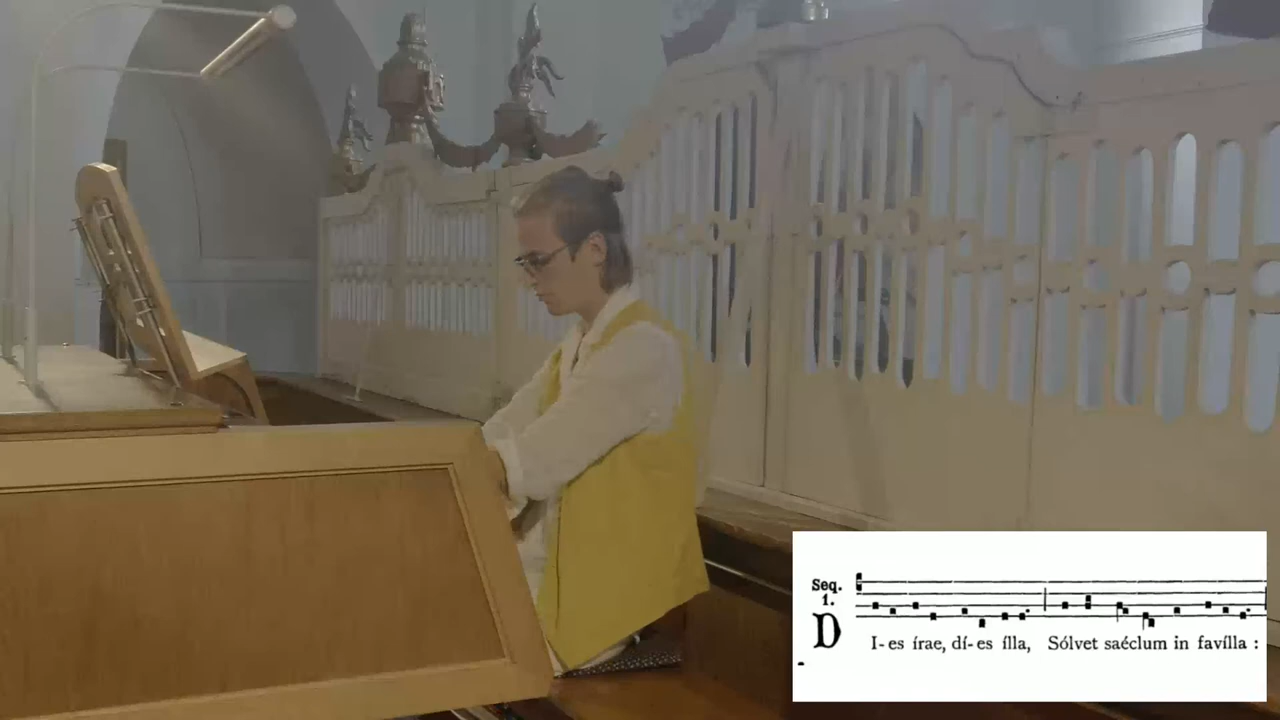 Seq.
1.
D I-es írae, dí-es ílla, Sólvet saéclum in favílla :